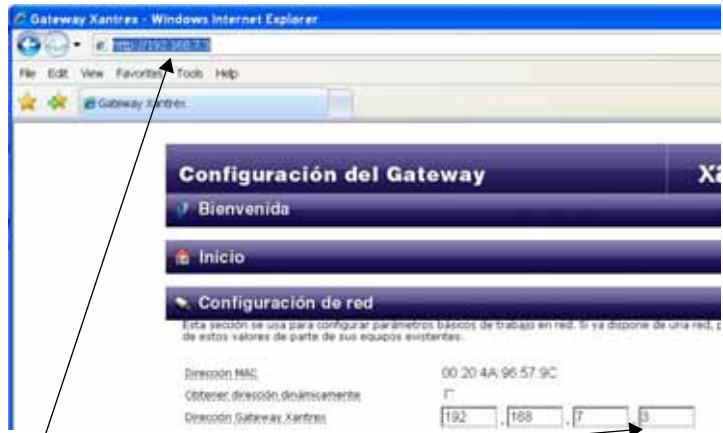 Gateway Xantrex - Windows Internet Explorer
http://192.168.7.3
File Edit View Favorites Tools Help
Gateway Xantrex
Configuración del Gateway
Bienvenida
Inicio
Configuración de red
Esta sección se usa para configurar parámetros básicos de trabajo en red. Si ya dispone de una red,
de estos valores de parte de sus equipos existentes.
Dirección MAC 00:20:4A:96:57:9C
Obtener dirección dinámicamente
Dirección Gateway Xantrex 192 .168 .7 .3